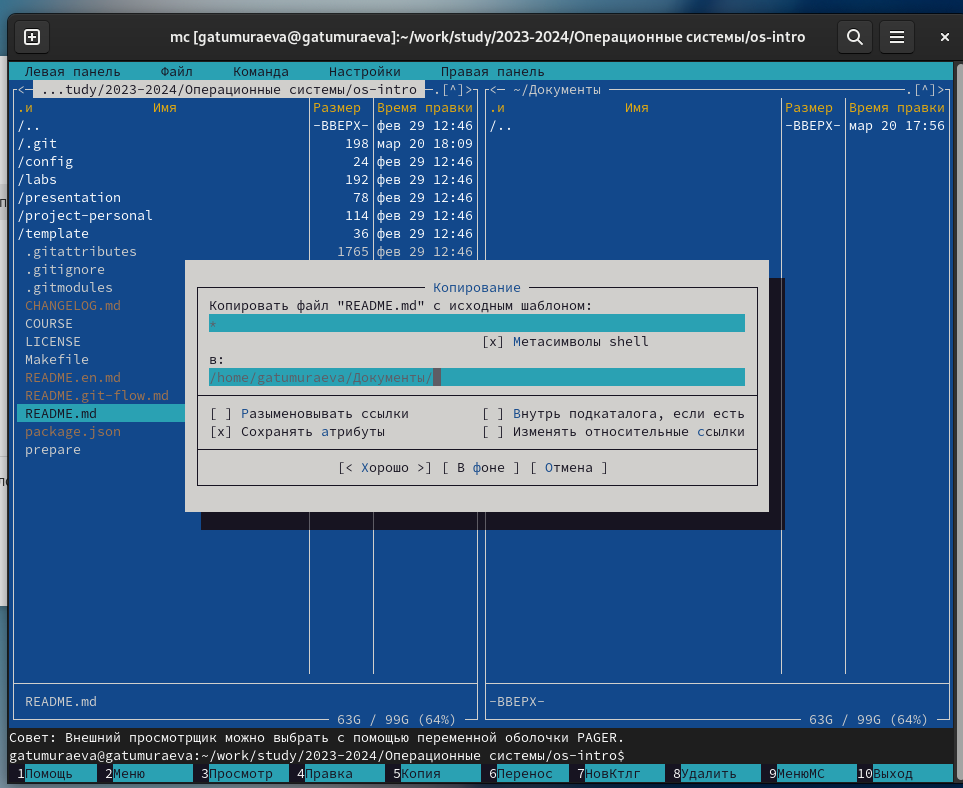 mc [gatumuraeva@gatumuraeva]:~/work/study/2023-2024/Операционные системы/os-intro
Левая панель Файл Команда Настройки Правая панель
<— ...tudy/2023-2024/Операционные системы/os-intro —.[^]>
.и Имя Размер Время правки
/.. -ВВЕРХ- фев 29 12:46
/.git 198 мар 20 18:09
/config 24 фев 29 12:46
/labs 192 фев 29 12:46
/presentation 78 фев 29 12:46
/project-personal 114 фев 29 12:46
/template 36 фев 29 12:46
.gitattributes 1765 фев 29 12:46
.gitignore
.gitmodules
CHANGELOG.md
COURSE
LICENSE
Makefile
README.en.md
README.git-flow.md
README.md
package.json
prepare
README.md
63G / 99G (64%)
<— ~/Документы —.[^]>
.и Имя Размер Время правки
/.. -ВВЕРХ- мар 20 17:56
-ВВЕРХ-
63G / 99G (64%)
Копирование
Копировать файл "README.md" с исходным шаблоном:
*
[x] Метасимволы shell
в:
/home/gatumuraeva/Документы/
[ ] Разыменовывать ссылки [ ] Внутрь подкаталога, если есть
[x] Сохранять атрибуты [ ] Изменять относительные ссылки
[< Хорошо >] [ В фоне ] [ Отмена ]
Совет: Внешний просмотрщик можно выбрать с помощью переменной оболочки PAGER.
gatumuraeva@gatumuraeva:~/work/study/2023-2024/Операционные системы/os-intro$
1Помощь 2Меню 3Просмотр 4Правка 5Копия 6Перенос 7НовКтлг 8Удалить 9МенюМС 10Выход